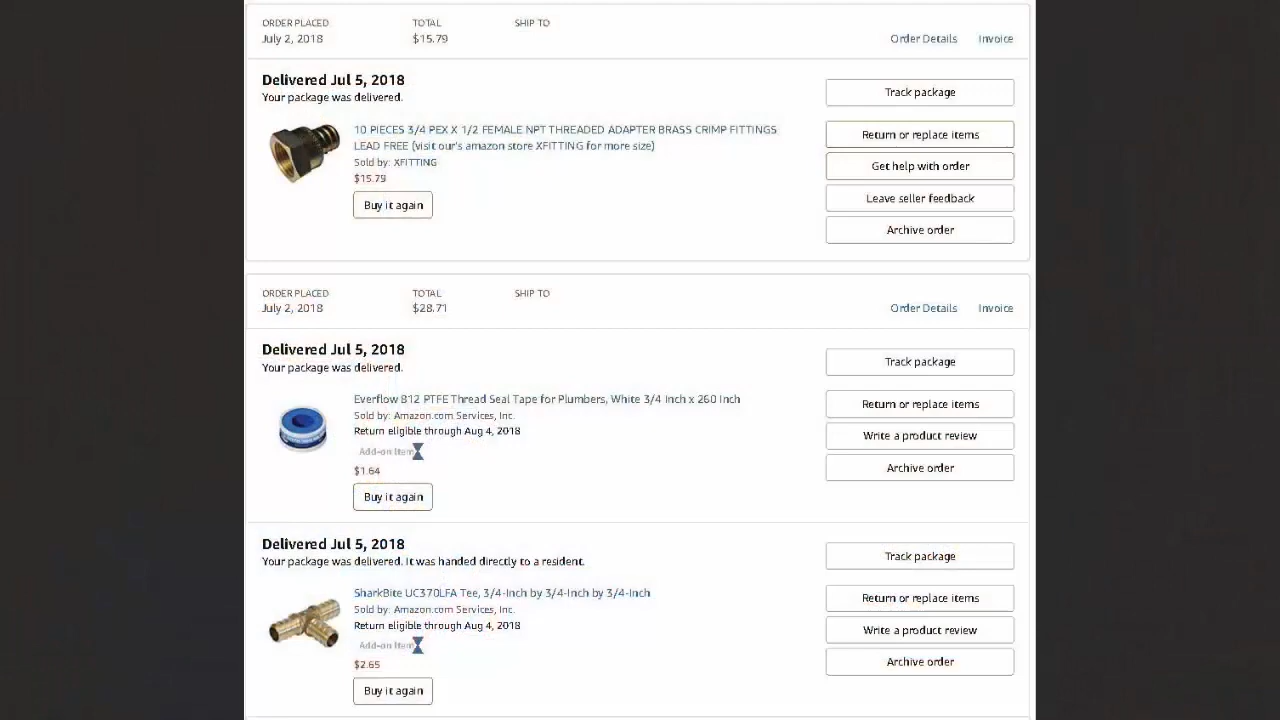 ORDER PLACED TOTAL SHIP TO
July 2, 2018 $15.79 Order Details Invoice
Delivered Jul 5, 2018
Your package was delivered.
Track package
10 PIECES 3/4 PEX X 1/2 FEMALE NPT THREADED ADAPTER BRASS CRIMP FITTINGS
LEAD FREE (visit our's amazon store XFITTING for more size)
Sold by: XFITTING
$15.79
Buy it again
Return or replace items
Get help with order
Leave seller feedback
Archive order
ORDER PLACED TOTAL SHIP TO
July 2, 2018 $28.71 Order Details Invoice
Delivered Jul 5, 2018
Your package was delivered.
Track package
Everflow 812 PTFE Thread Seal Tape for Plumbers, White 3/4 Inch x 260 Inch
Sold by: Amazon.com Services, Inc.
Return eligible through Aug 4, 2018
Add-on Item
$1.64
Buy it again
Return or replace items
Write a product review
Archive order
Delivered Jul 5, 2018
Your package was delivered. It was handed directly to a resident.
Track package
SharkBite UC370LFA Tee, 3/4-Inch by 3/4-Inch by 3/4-Inch
Sold by: Amazon.com Services, Inc.
Return eligible through Aug 4, 2018
Add-on Item
$2.65
Buy it again
Return or replace items
Write a product review
Archive order